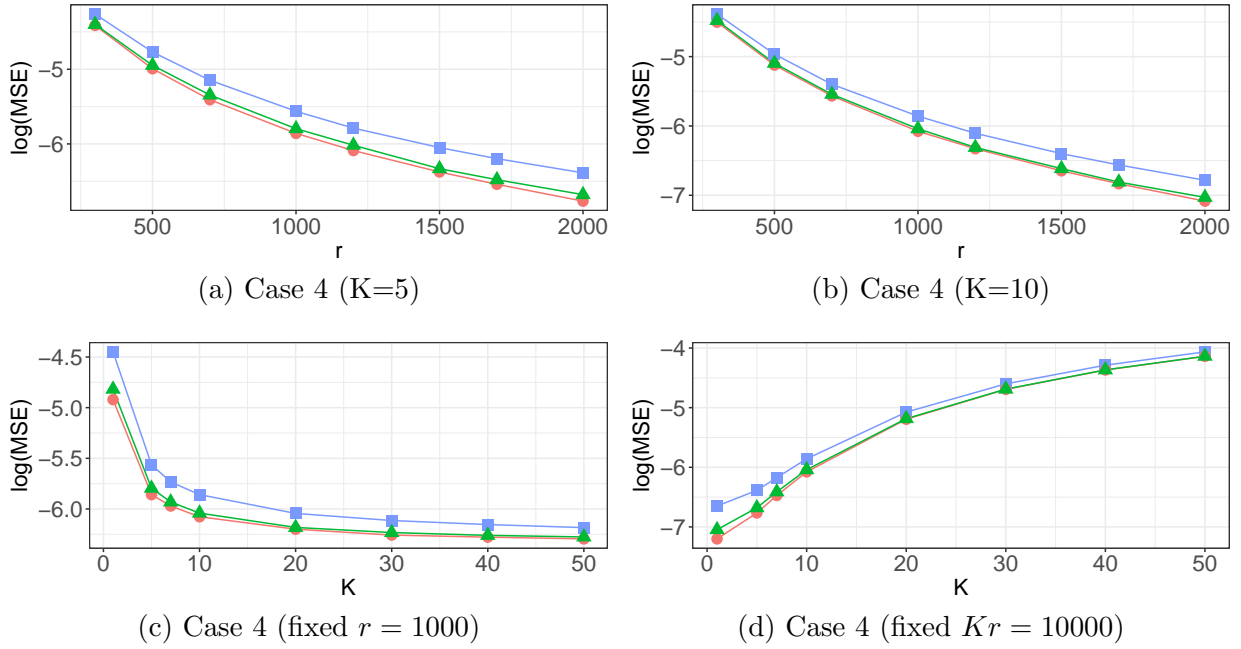 log(MSE)
−5
−6
500
1000
1500
2000
r
(a) Case 4 (K=5)
log(MSE)
−5
−6
−7
500
1000
1500
2000
r
(b) Case 4 (K=10)
log(MSE)
−4.5
−5.0
−5.5
−6.0
0
10
20
30
40
50
K
(c) Case 4 (fixed r = 1000)
log(MSE)
−4
−5
−6
−7
0
10
20
30
40
50
K
(d) Case 4 (fixed Kr = 10000)